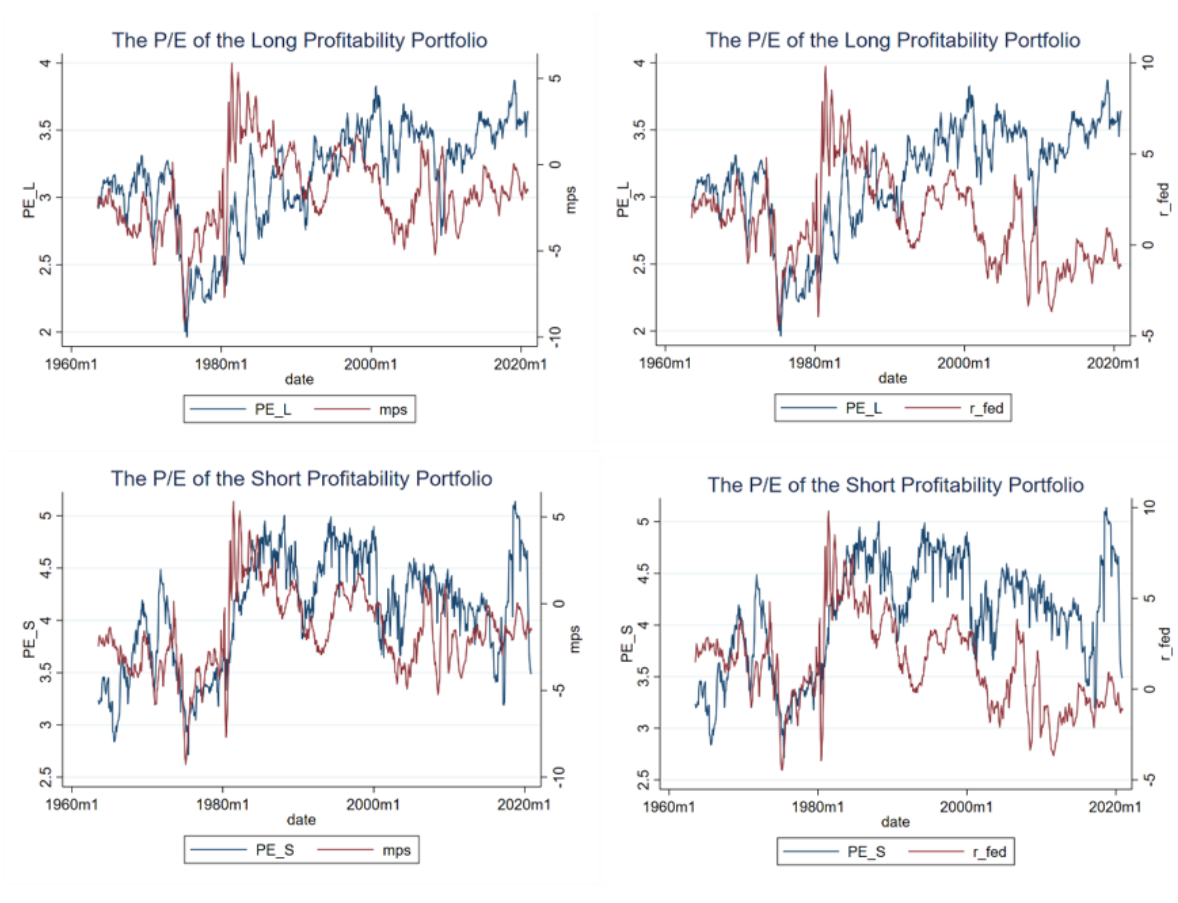 The P/E of the Long Profitability Portfolio
4
3.5
3
2.5
2
PE_L
5
0
-5
-10
mps
1960m1 1980m1 2000m1 2020m1
date
PE_L mps
The P/E of the Long Profitability Portfolio
4
3.5
3
2.5
2
PE_L
10
5
0
-5
r_fed
1960m1 1980m1 2000m1 2020m1
date
PE_L r_fed
The P/E of the Short Profitability Portfolio
5
4.5
4
3.5
3
2.5
PE_S
5
0
-5
-10
mps
1960m1 1980m1 2000m1 2020m1
date
PE_S mps
The P/E of the Short Profitability Portfolio
5
4.5
4
3.5
3
2.5
PE_S
10
5
0
-5
r_fed
1960m1 1980m1 2000m1 2020m1
date
PE_S r_fed